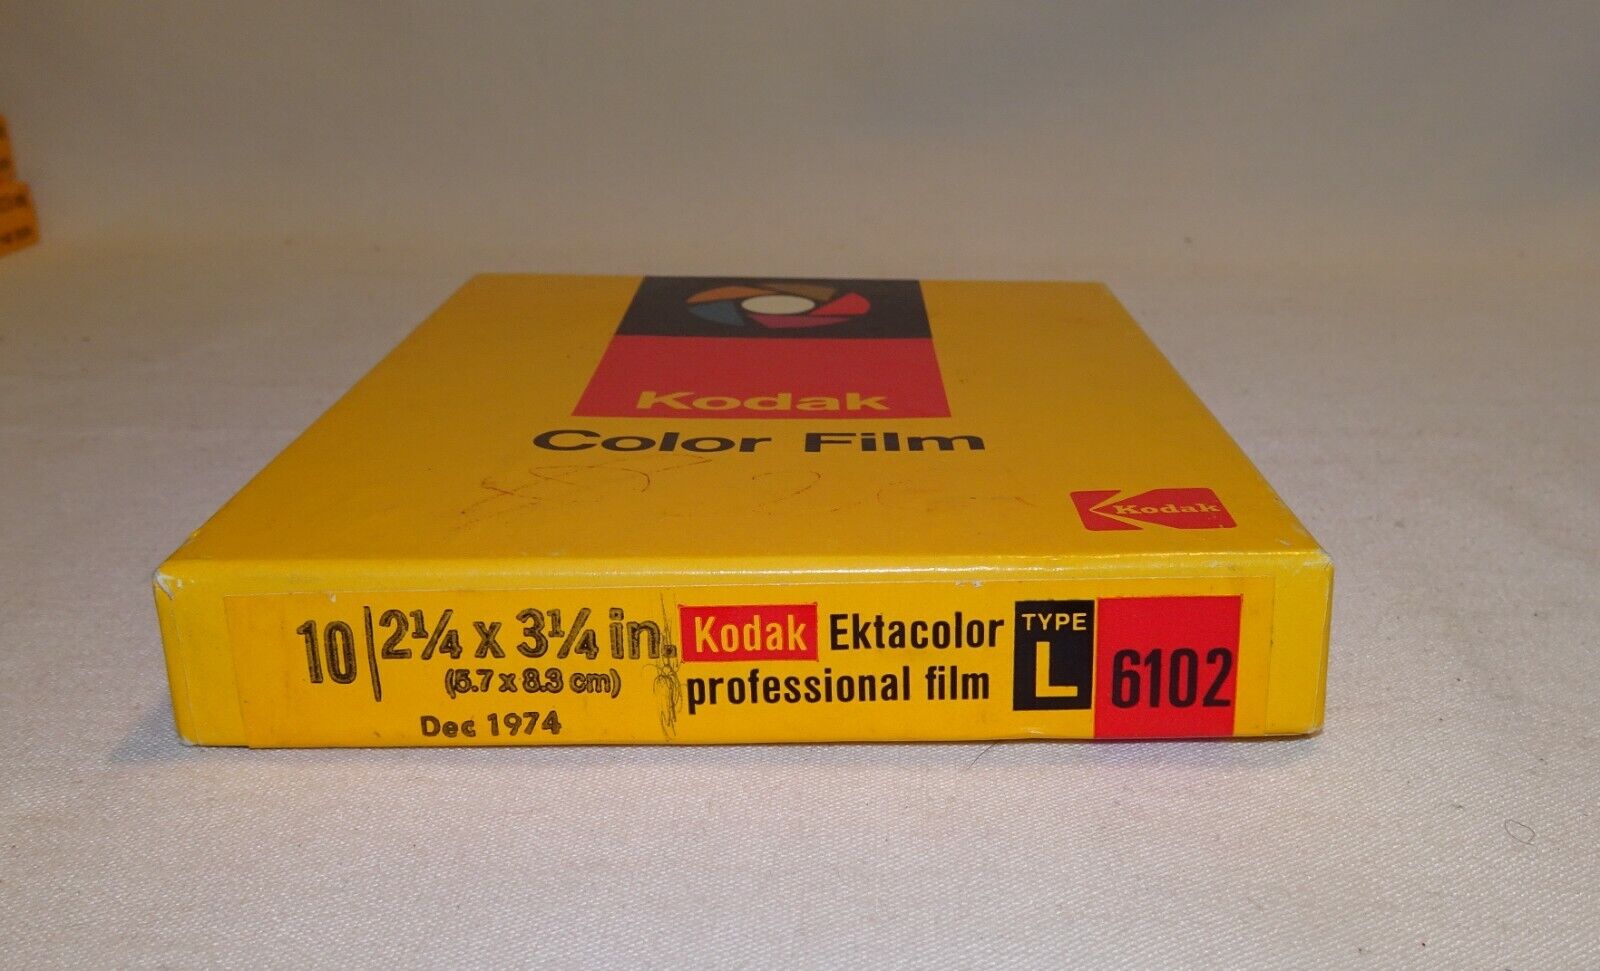 Kodak
Color Film
Kodak
10 2¼ x 3¼ in.
(5.7 x 8.3 cm)
Dec 1974
Kodak Ektacolor
professional film
TYPE
L
6102